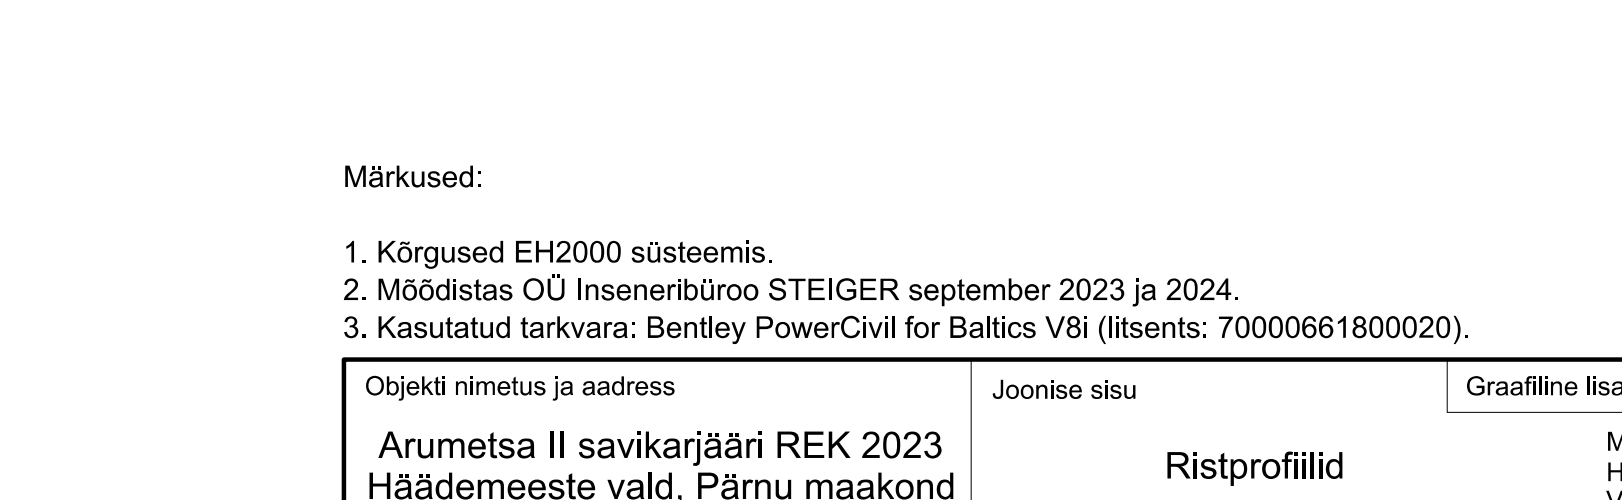 Märkused:
1. Kõrgused EH2000 süsteemis.
2. Mõõdistas OÜ Inseneribüroo STEIGER september 2023 ja 2024.
3. Kasutatud tarkvara: Bentley PowerCivil for Baltics V8i (litsents: 70000661800020).
Objekti nimetus ja aadress
Arumetsa II savikarjääri REK 2023
Häädemeeste vald, Pärnu maakond
Joonise sisu
Ristprofiilid
Graafiline lisa